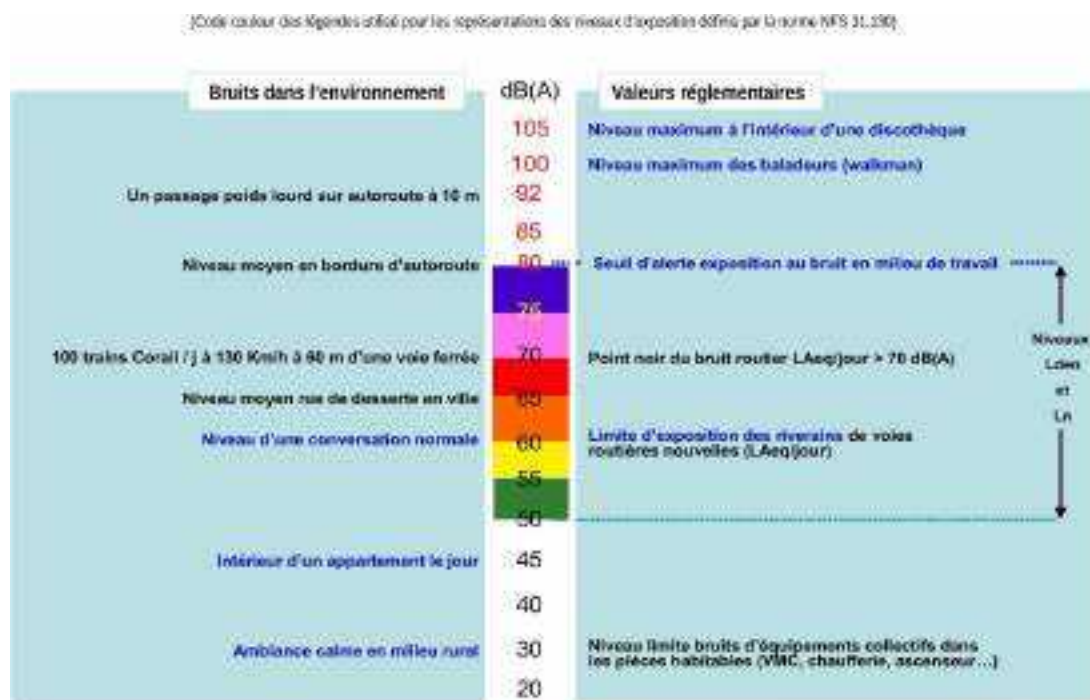 (Code couleur des légendes utilisé pour les représentations des niveaux d'exposition définis par la norme NFS 31.130)
Bruits dans l'environnement
dB(A)
Valeurs réglementaires
105
Niveau maximum à l'intérieur d'une discothèque
100
Niveau maximum des baladeurs (walkman)
Un passage poids lourd sur autoroute à 10 m
92
85
Niveau moyen en bordure d'autoroute
80
Seuil d'alerte exposition au bruit en milieu de travail
75
Niveaux
Lden
et
Ln
100 trains Corail / j à 130 Km/h à 60 m d'une voie ferrée
70
Point noir du bruit routier LAeq/jour > 70 dB(A)
Niveau moyen rue de desserte en ville
65
Niveau d'une conversation normale
60
Limite d'exposition des riverains de voies
routières nouvelles (LAeq/jour)
55
50
Intérieur d'un appartement le jour
45
40
Ambiance calme en milieu rural
30
Niveau limite bruits d'équipements collectifs dans
les pièces habitables (VMC, chaufferie, ascenseur...)
20